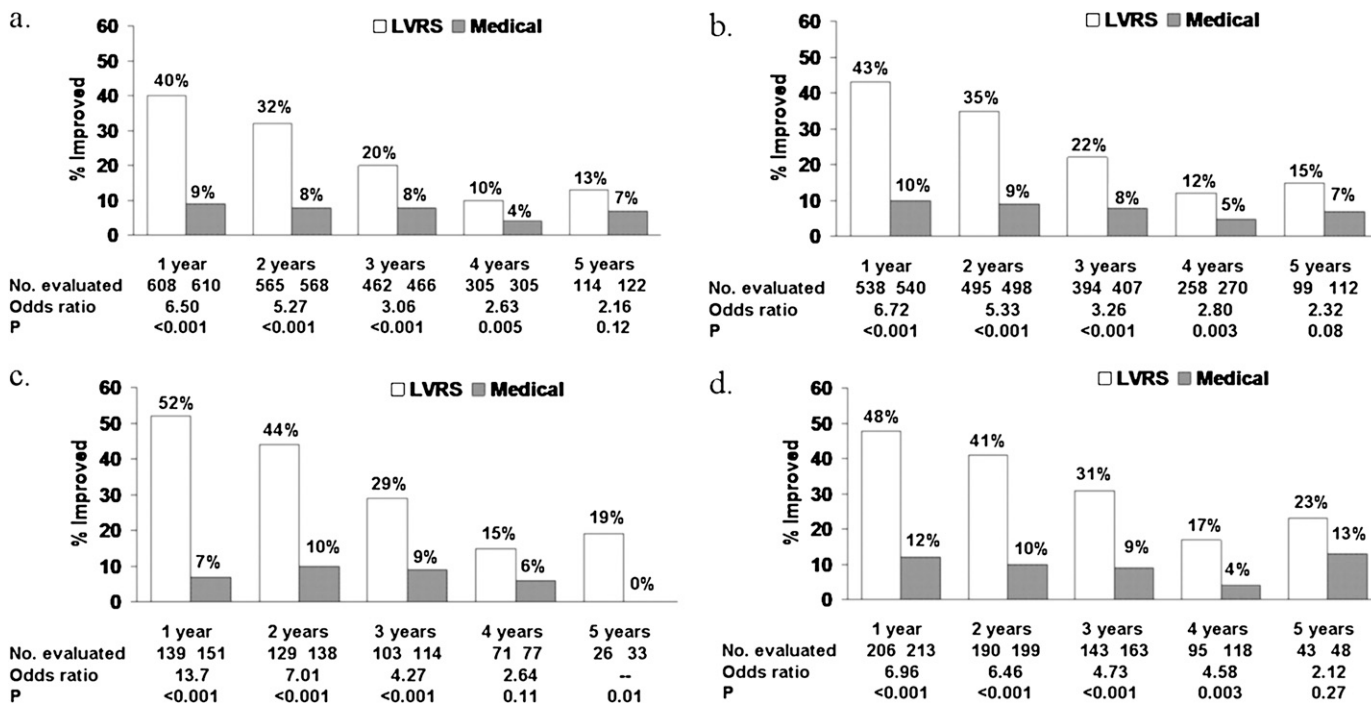 a.
60
50
40
30
20
10
0
% Improved
LVRS Medical
40% 9% 32% 8% 20% 8% 10% 4% 13% 7%
1 year 2 years 3 years 4 years 5 years
No. evaluated 608 610 565 568 462 466 305 305 114 122
Odds ratio 6.50 5.27 3.06 2.63 2.16
P <0.001 <0.001 <0.001 0.005 0.12
b.
60
50
40
30
20
10
0
% Improved
LVRS Medical
43% 10% 35% 9% 22% 8% 12% 5% 15% 7%
1 year 2 years 3 years 4 years 5 years
No. evaluated 538 540 495 498 394 407 258 270 99 112
Odds ratio 6.72 5.33 3.26 2.80 2.32
P <0.001 <0.001 <0.001 0.003 0.08
c.
60
50
40
30
20
10
0
% Improved
LVRS Medical
52% 7% 44% 10% 29% 9% 15% 6% 19% 0%
1 year 2 years 3 years 4 years 5 years
No. evaluated 139 151 129 138 103 114 71 77 26 33
Odds ratio 13.7 7.01 4.27 2.64 --
P <0.001 <0.001 <0.001 0.11 0.01
d.
60
50
40
30
20
10
0
% Improved
LVRS Medical
48% 12% 41% 10% 31% 9% 17% 4% 23% 13%
1 year 2 years 3 years 4 years 5 years
No. evaluated 206 213 190 199 143 163 95 118 43 48
Odds ratio 6.96 6.46 4.73 4.58 2.12
P <0.001 <0.001 <0.001 0.003 0.27